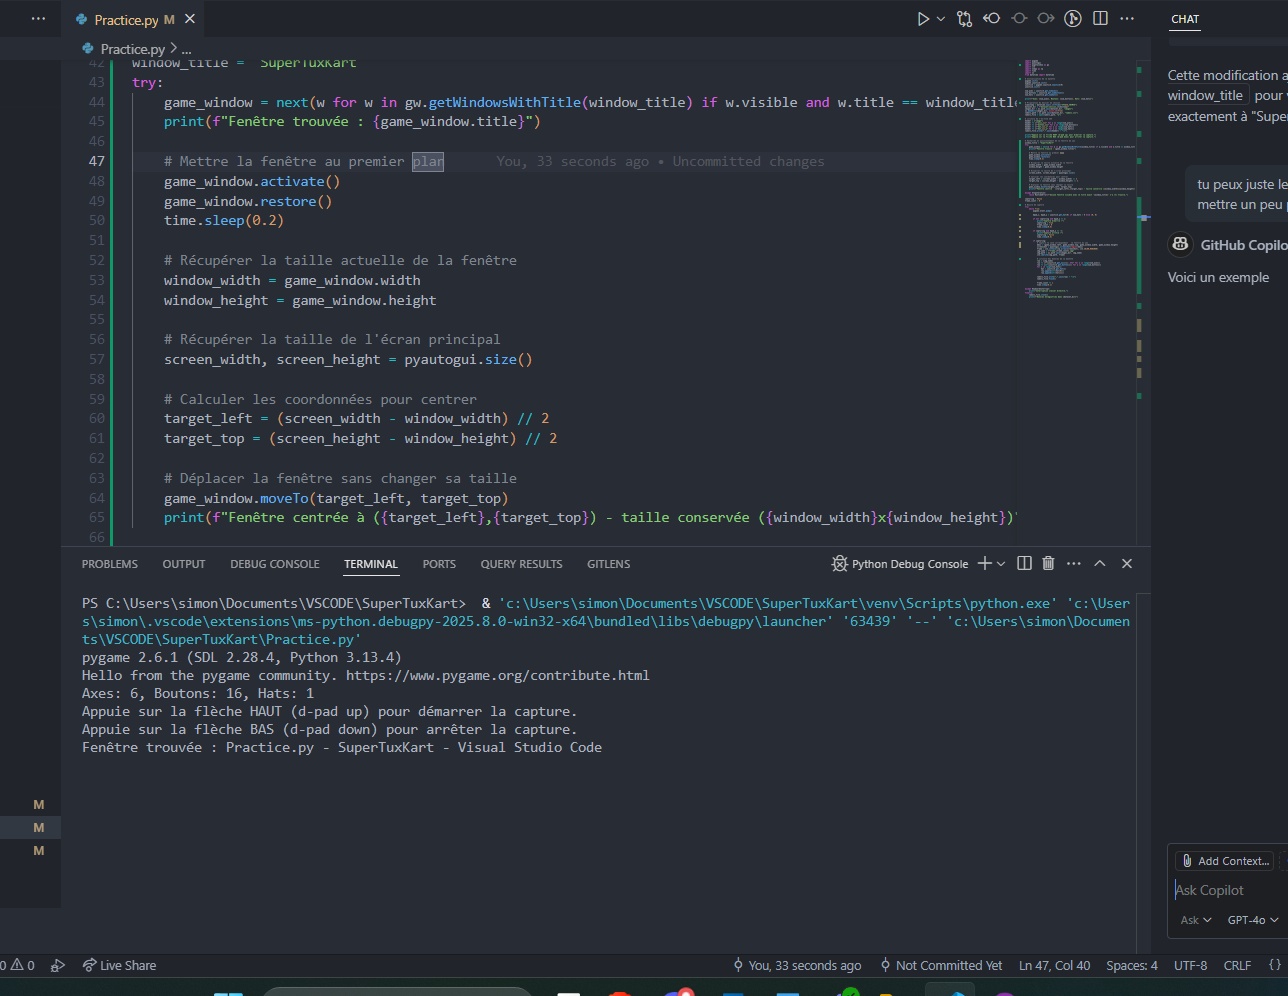 Practice.py M
CHAT
Practice.py > ...
42 window_title = "SuperTuxKart"
43 try:
44 game_window = next(w for w in gw.getWindowsWithTitle(window_title) if w.visible and w.title == window_titl
45 print(f"Fenêtre trouvée : {game_window.title}")
46
47 # Mettre la fenêtre au premier plan You, 33 seconds ago • Uncommitted changes
48 game_window.activate()
49 game_window.restore()
50 time.sleep(0.2)
51
52 # Récupérer la taille actuelle de la fenêtre
53 window_width = game_window.width
54 window_height = game_window.height
55
56 # Récupérer la taille de l'écran principal
57 screen_width, screen_height = pyautogui.size()
58
59 # Calculer les coordonnées pour centrer
60 target_left = (screen_width - window_width) // 2
61 target_top = (screen_height - window_height) // 2
62
63 # Déplacer la fenêtre sans changer sa taille
64 game_window.moveTo(target_left, target_top)
65 print(f"Fenêtre centrée à ({target_left},{target_top}) - taille conservée ({window_width}x{window_height})"
66
Cette modification a
window_title pour
exactement à "Super
tu peux juste le
mettre un peu
GitHub Copilo
Voici un exemple
PROBLEMS OUTPUT DEBUG CONSOLE TERMINAL PORTS QUERY RESULTS GITLENS
Python Debug Console
PS C:\Users\simon\Documents\VSCODE\SuperTuxKart> & 'c:\Users\simon\Documents\VSCODE\SuperTuxKart\venv\Scripts\python.exe' 'c:\User
s\simon\.vscode\extensions\ms-python.debugpy-2025.8.0-win32-x64\bundled\libs\debugpy\launcher' '63439' '--' 'c:\Users\simon\Documen
ts\VSCODE\SuperTuxKart\Practice.py'
pygame 2.6.1 (SDL 2.28.4, Python 3.13.4)
Hello from the pygame community. https://www.pygame.org/contribute.html
Axes: 6, Boutons: 16, Hats: 1
Appuie sur la flèche HAUT (d-pad up) pour démarrer la capture.
Appuie sur la flèche BAS (d-pad down) pour arrêter la capture.
Fenêtre trouvée : Practice.py - SuperTuxKart - Visual Studio Code
M
M
M
Add Context...
Ask Copilot
Ask GPT-4o
0 0 Live Share You, 33 seconds ago Not Committed Yet Ln 47, Col 40 Spaces: 4 UTF-8 CRLF {}